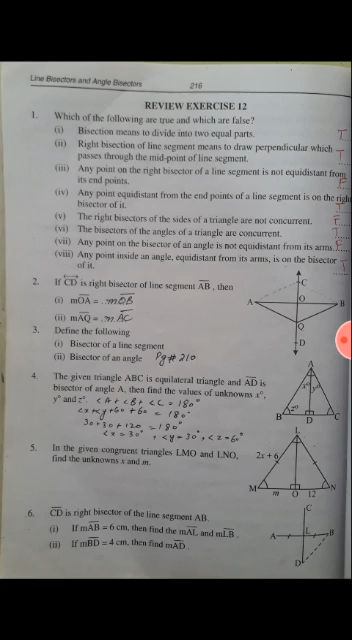 Line Bisectors and Angle Bisectors 216
REVIEW EXERCISE 12
1. Which of the following are true and which are false?
(i) Bisection means to divide into two equal parts. T
(ii) Right bisection of line segment means to draw perpendicular which
passes through the mid-point of line segment. T
(iii) Any point on the right bisector of a line segment is not equidistant from
its end points. F
(iv) Any point equidistant from the end points of a line segment is on the right
bisector of it. T
(v) The right bisectors of the sides of a triangle are not concurrent. F
(vi) The bisectors of the angles of a triangle are concurrent. T
(vii) Any point on the bisector of an angle is not equidistant from its arms. F
(viii) Any point inside an angle, equidistant from its arms, is on the bisector
of it. T
2. If CD is right bisector of line segment AB, then
(i) mOA = mOB
(ii) mAQ = mAC
C
A O B
Q
D
3. Define the following
(i) Bisector of a line segment
(ii) Bisector of an angle Pg # 210
4. The given triangle ABC is equilateral triangle and AD is
bisector of angle A, then find the values of unknowns x°,
y° and z°. <A + <B + <C = 180°
<x + y + 60 + 60 = 180°
30 + 30 + 120 = 180°
<x = 30°, <y = 30°, <z = 60°
A
x° y°
z°
B D C
5. In the given congruent triangles LMO and LNO,
find the unknowns x and m.
L
2x + 6
M m O 12 N
6. CD is right bisector of the line segment AB.
(i) If mAB = 6 cm, then find the mAL and mLB.
(ii) If mBD = 4 cm, then find mAD.
C
A L B
D